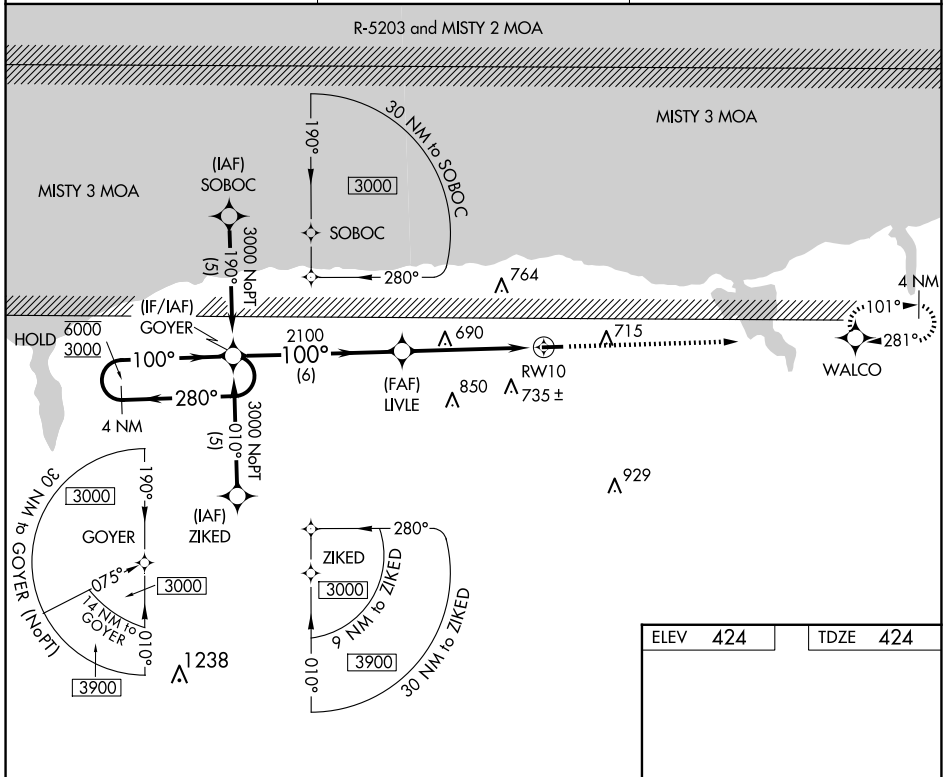 R-5203 and MISTY 2 MOA
MISTY 3 MOA
MISTY 3 MOA
(IAF)
SOBOC
3000 NoPT
190°
(5)
190°
30 NM to SOBOC
3000
SOBOC
280°
764
4 NM
101°
281°
WALCO
(IF/IAF)
GOYER
HOLD
6000
3000
100°
280°
4 NM
2100
100°
(6)
690
(FAF)
LIVLE
850
RW10
735 ±
715
929
3000 NoPT
010°
(5)
(IAF)
ZIKED
30 NM to GOYER (NoPT)
3000
190°
GOYER
075°
3000
14 NM to
GOYER
010°
3900
1238
280°
ZIKED
3000
9 NM to ZIKED
3900
30 NM to ZIKED
010°
ELEV 424
TDZE 424